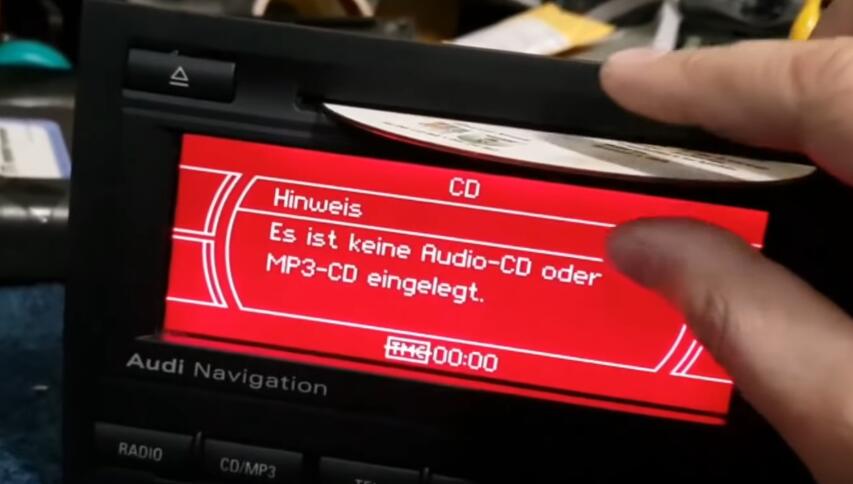 CD
Hinweis
Es ist keine Audio-CD oder
MP3-CD eingelegt.
TMC 00:00
Audi Navigation
RADIO
CD/MP3